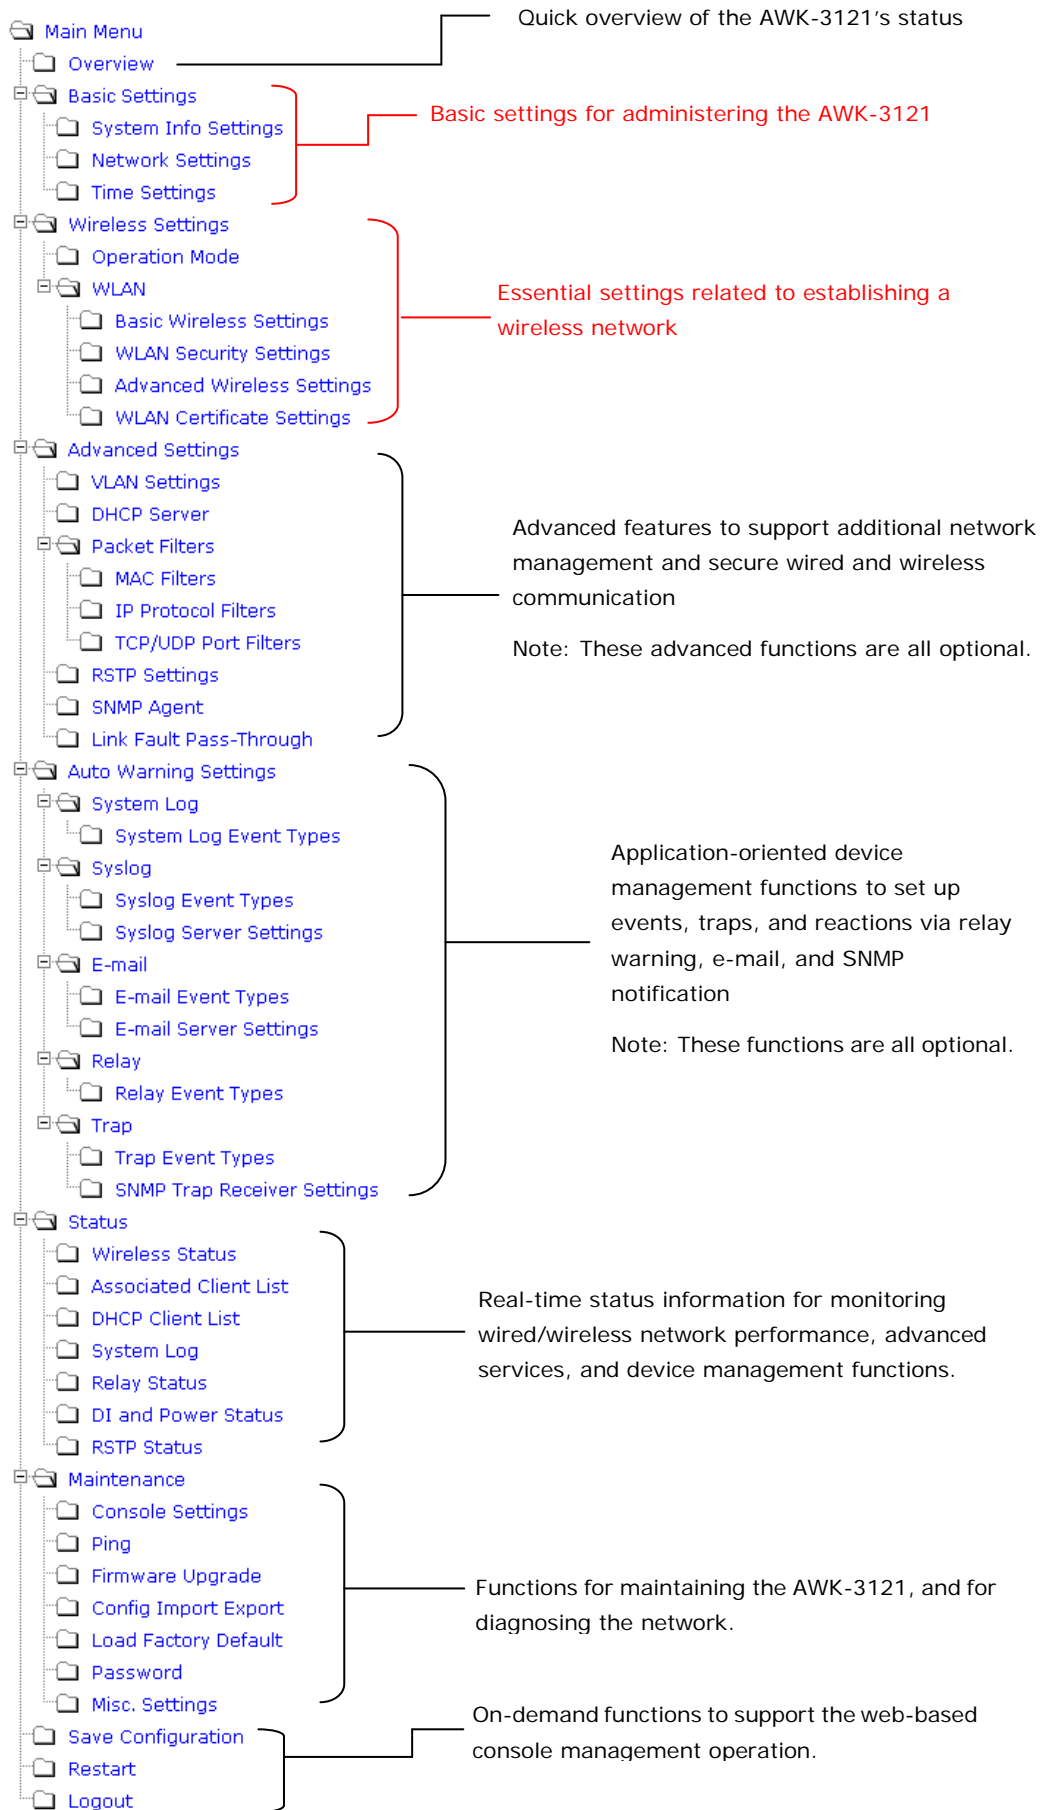 Quick overview of the AWK-3121's status
Main Menu
Overview
Basic Settings
Basic settings for administering the AWK-3121
System Info Settings
Network Settings
Time Settings
Wireless Settings
Operation Mode
WLAN
Essential settings related to establishing a
wireless network
Basic Wireless Settings
WLAN Security Settings
Advanced Wireless Settings
WLAN Certificate Settings
Advanced Settings
VLAN Settings
DHCP Server
Packet Filters
MAC Filters
IP Protocol Filters
TCP/UDP Port Filters
RSTP Settings
SNMP Agent
Link Fault Pass-Through
Advanced features to support additional network
management and secure wired and wireless
communication
Note: These advanced functions are all optional.
Auto Warning Settings
System Log
System Log Event Types
Syslog
Syslog Event Types
Syslog Server Settings
E-mail
E-mail Event Types
E-mail Server Settings
Relay
Relay Event Types
Trap
Trap Event Types
SNMP Trap Receiver Settings
Application-oriented device
management functions to set up
events, traps, and reactions via relay
warning, e-mail, and SNMP
notification
Note: These functions are all optional.
Status
Wireless Status
Associated Client List
DHCP Client List
System Log
Relay Status
DI and Power Status
RSTP Status
Real-time status information for monitoring
wired/wireless network performance, advanced
services, and device management functions.
Maintenance
Console Settings
Ping
Firmware Upgrade
Config Import Export
Load Factory Default
Password
Misc. Settings
Functions for maintaining the AWK-3121, and for
diagnosing the network.
Save Configuration
Restart
Logout
On-demand functions to support the web-based
console management operation.